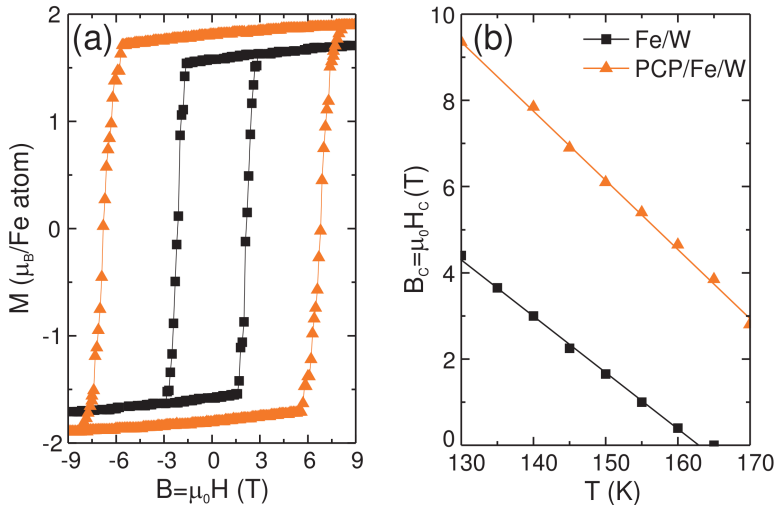 (a)
2
1
0
-1
-2
M (μB/Fe atom)
-9 -6 -3 0 3 6 9
B=μ0H (T)
(b)
Fe/W
PCP/Fe/W
10
8
6
4
2
0
BC=μ0HC (T)
130 140 150 160 170
T (K)